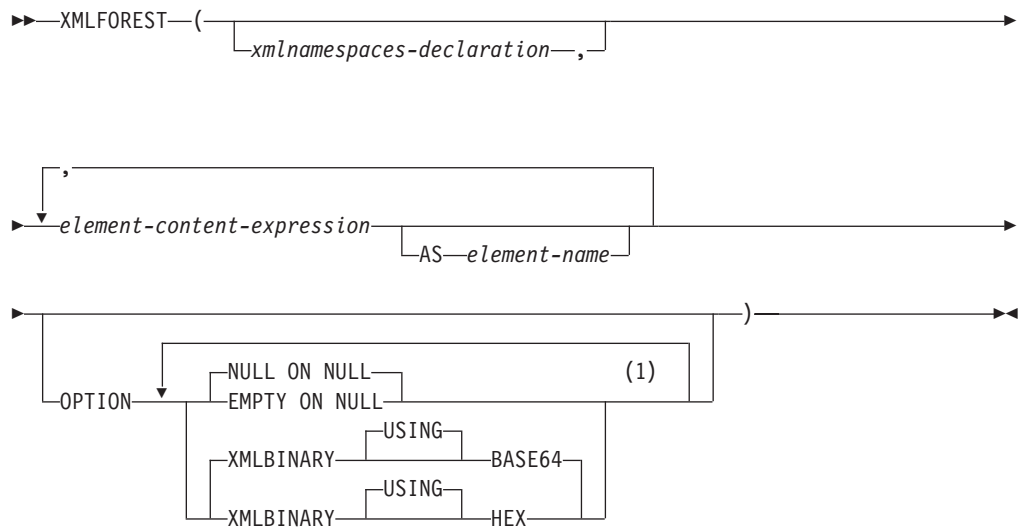 XMLFOREST (
xmlnamespaces-declaration ,
,
element-content-expression
AS element-name
)
NULL ON NULL (1)
OPTION EMPTY ON NULL
USING
XMLBINARY BASE64
USING
XMLBINARY HEX